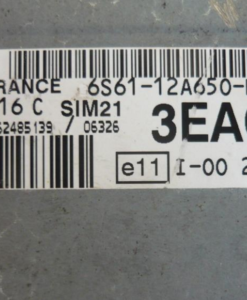 RANCE 6S61-12A650-
16 C SIM21
62485139 / 06326 3EA
e11 I-00 2